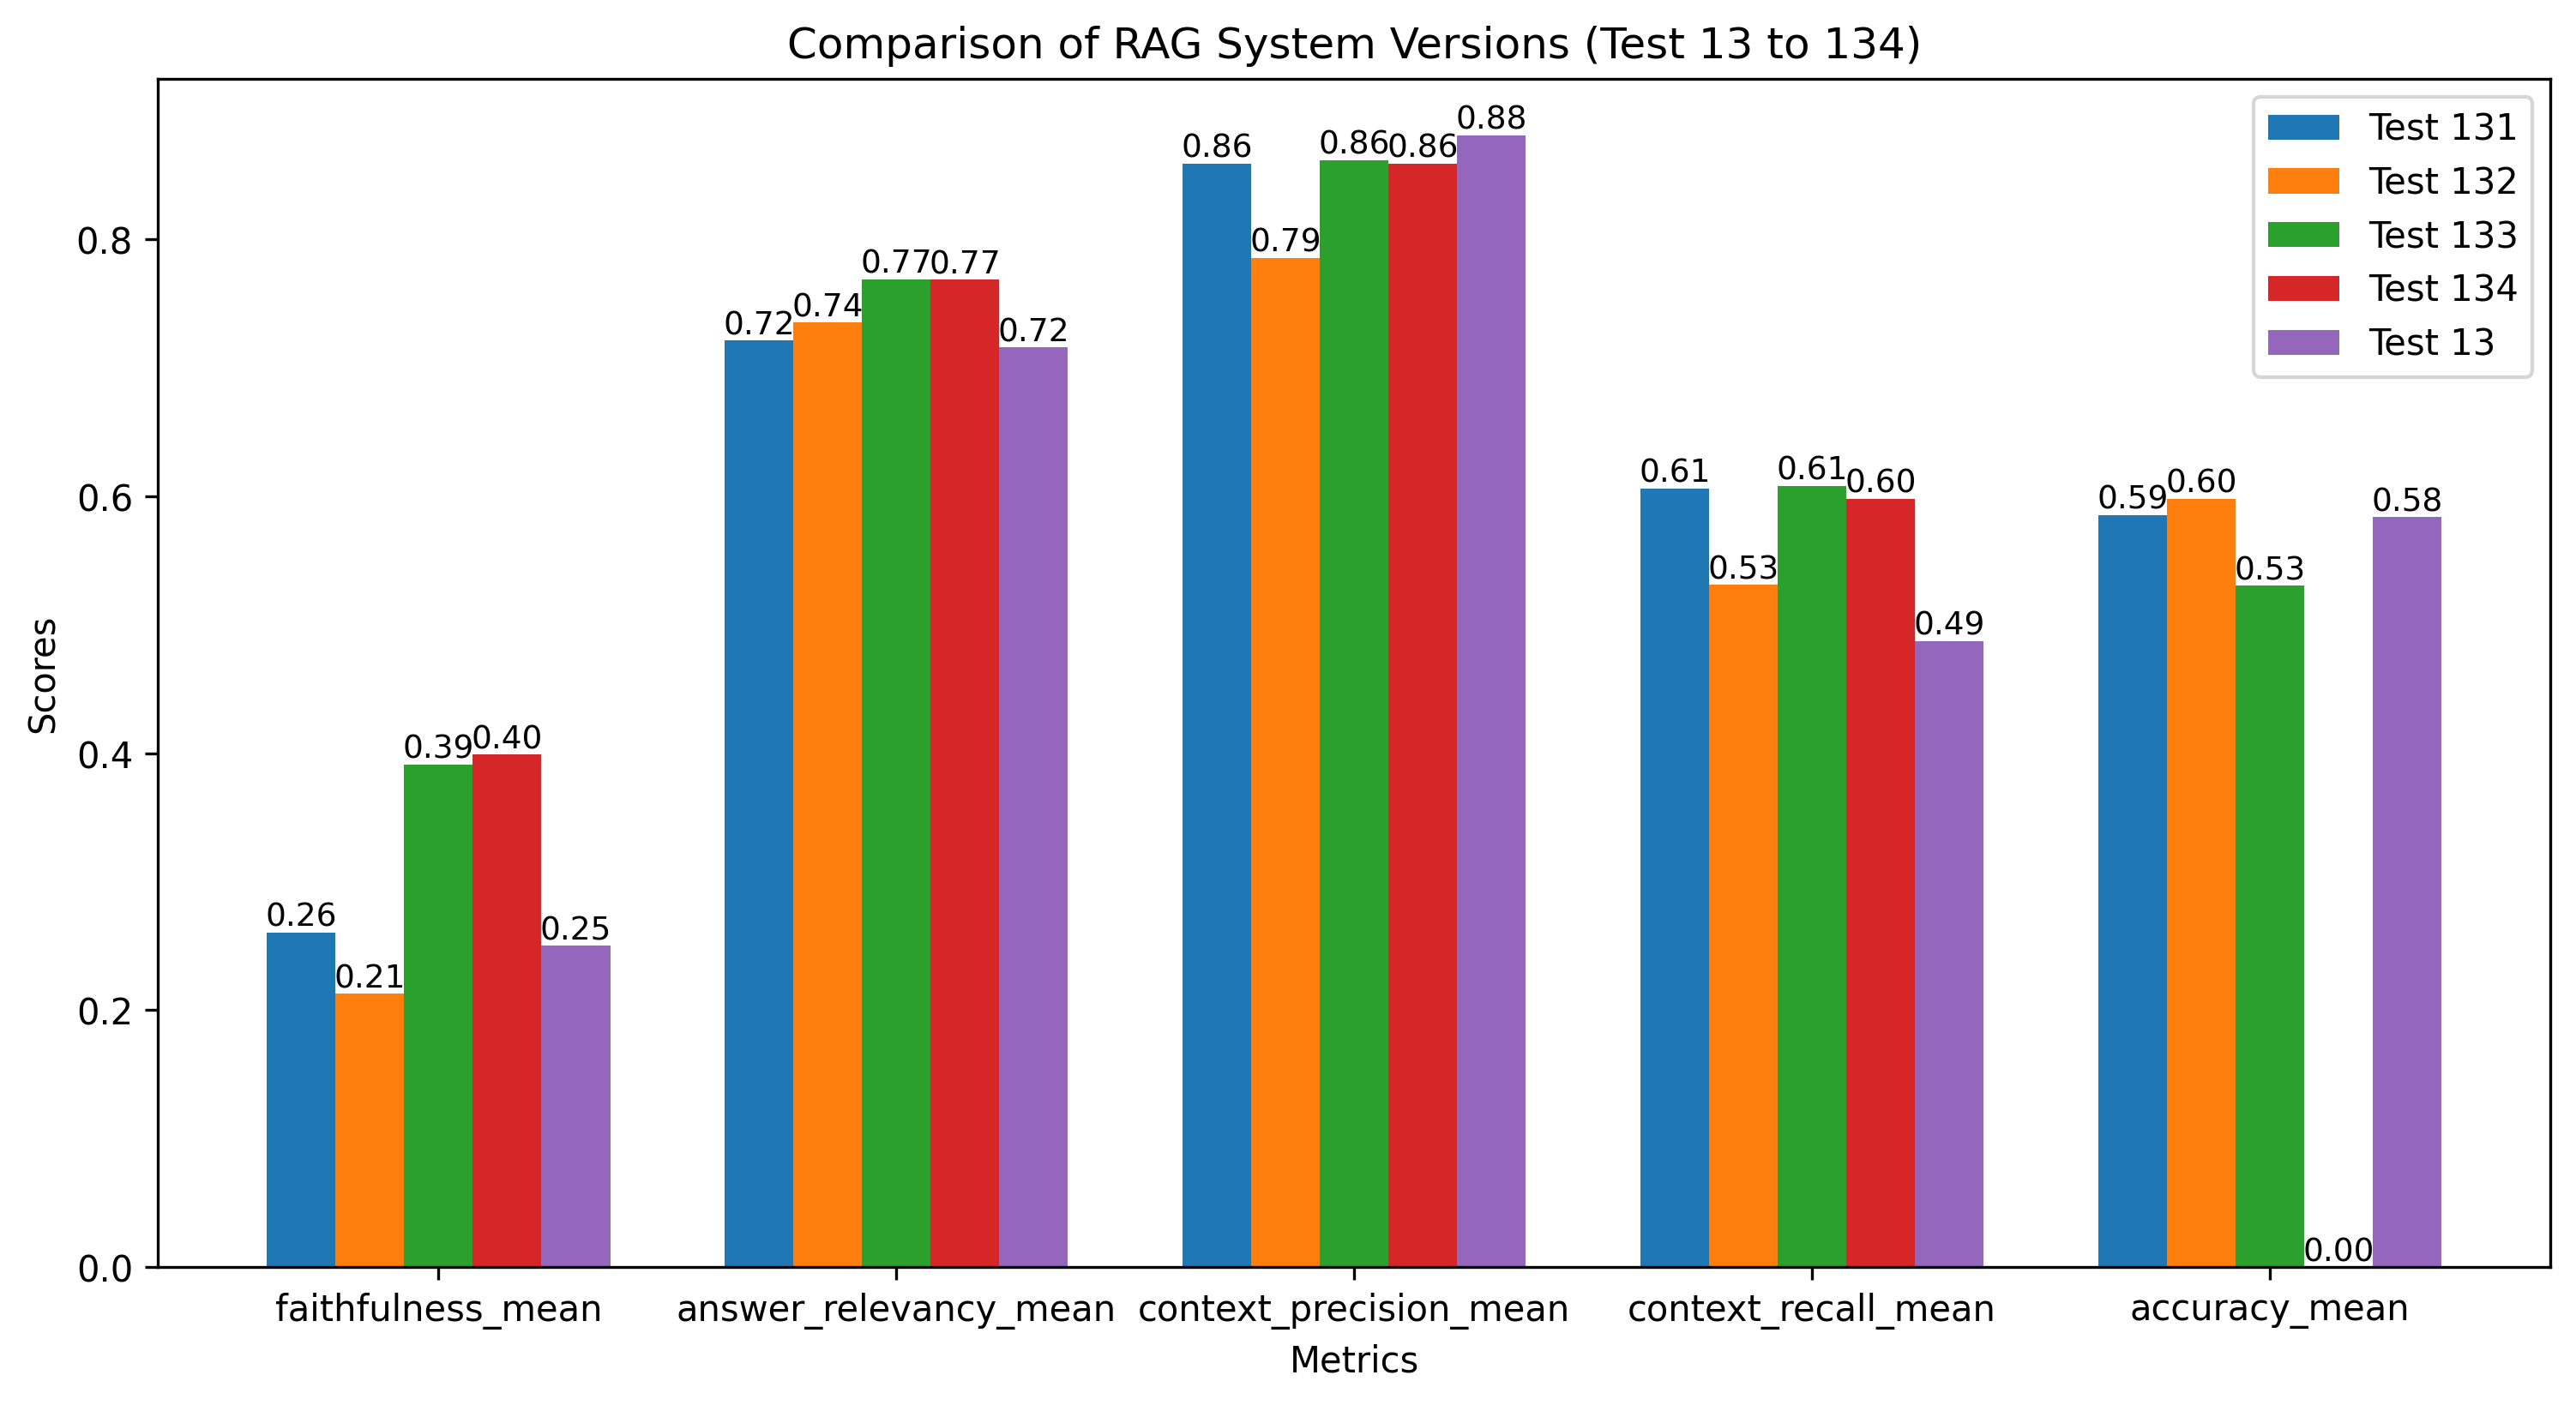 Comparison of RAG System Versions (Test 13 to 134)
Test 131
Test 132
Test 133
Test 134
Test 13
Scores
0.8
0.6
0.4
0.2
0.0
0.26
0.21
0.39
0.40
0.25
0.72
0.74
0.77
0.77
0.72
0.86
0.79
0.86
0.86
0.88
0.61
0.53
0.61
0.60
0.49
0.59
0.60
0.53
0.00
0.58
faithfulness_mean
answer_relevancy_mean
context_precision_mean
context_recall_mean
accuracy_mean
Metrics